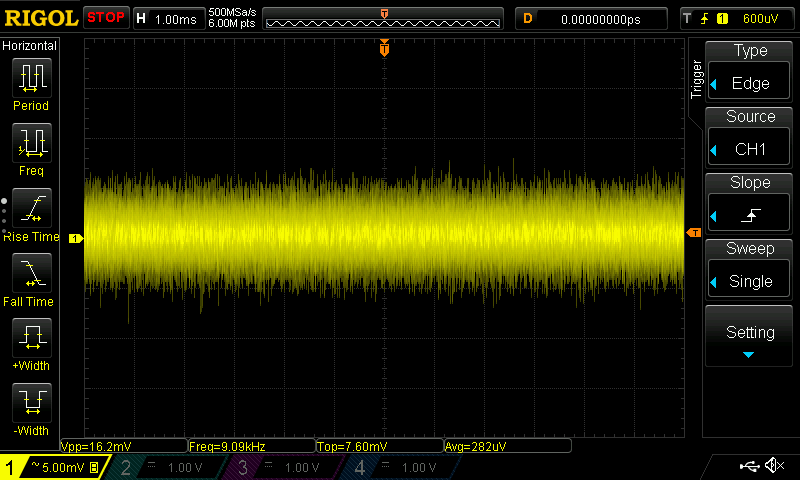 RIGOL STOP H 1.00ms 500MSa/s 6.00M pts T D 0.00000000ps T 1 600uV
Horizontal
Period
Freq
Rise Time
Fall Time
+Width
-Width
T
1
T
Trigger
Type
Edge
Source
CH1
Slope
Sweep
Single
Setting
Vpp=16.2mV Freq=9.09kHz Top=7.60mV Avg=282uV
1 ~ 5.00mV B 2 1.00 V 3 1.00 V 4 1.00 V